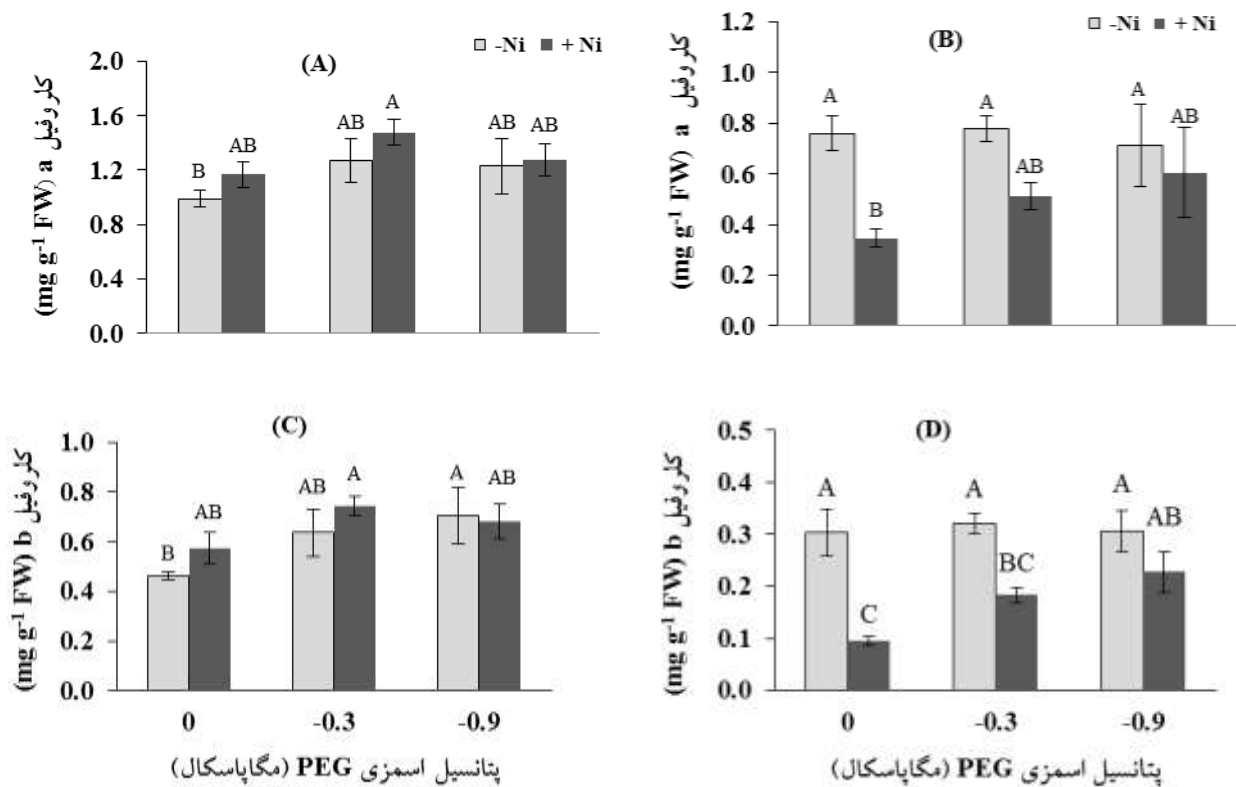 -Ni + Ni
(A)
کلروفیل a (mg g-1 FW)
2.0
1.6
1.2
0.8
0.4
0.0
B AB AB A AB AB
-Ni + Ni
(B)
کلروفیل a (mg g-1 FW)
1.2
1.0
0.8
0.6
0.4
0.2
0.0
A B A AB A AB
(C)
کلروفیل b (mg g-1 FW)
1.0
0.8
0.6
0.4
0.2
0.0
B AB AB A A AB
0 -0.3 -0.9
پتانسیل اسمزی PEG (مگاپاسکال)
(D)
کلروفیل b (mg g-1 FW)
0.5
0.4
0.3
0.2
0.1
0.0
A C A BC A AB
0 -0.3 -0.9
پتانسیل اسمزی PEG (مگاپاسکال)